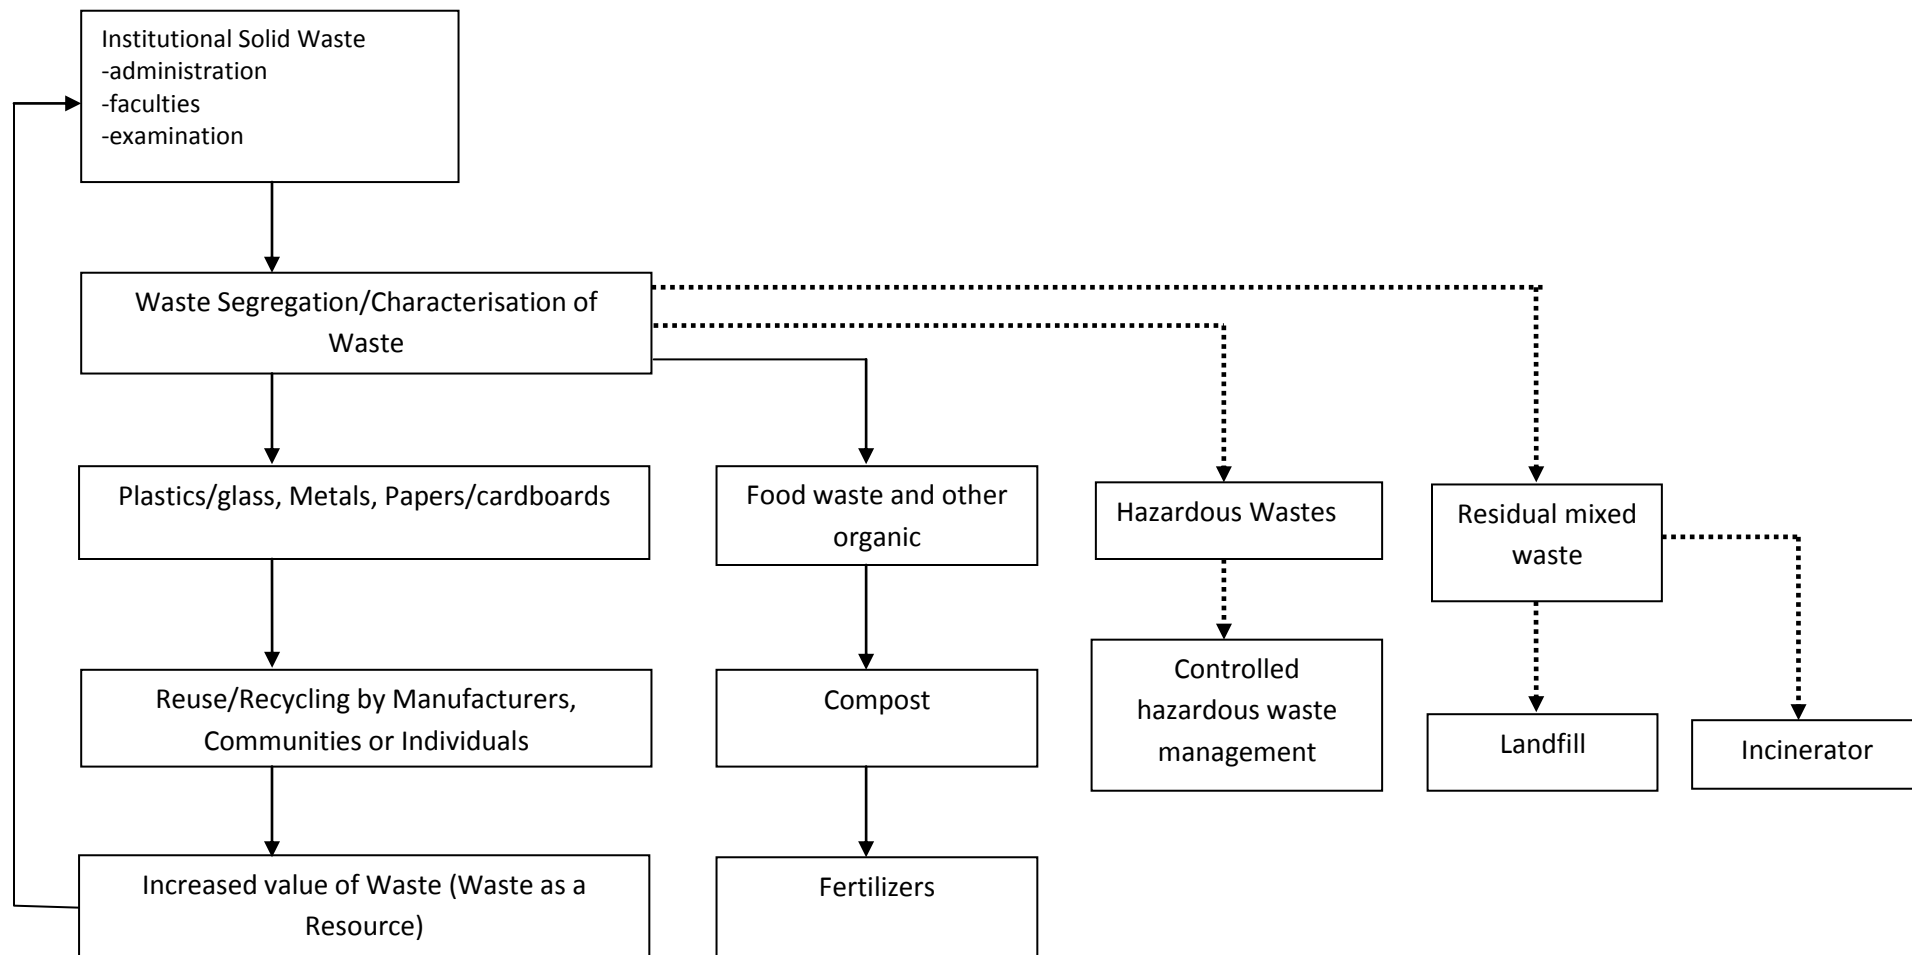 Institutional Solid Waste
-administration
-faculties
-examination
Waste Segregation/Characterisation of
Waste
Plastics/glass, Metals, Papers/cardboards
Food waste and other
organic
Hazardous Wastes
Residual mixed
waste
Reuse/Recycling by Manufacturers,
Communities or Individuals
Compost
Controlled
hazardous waste
management
Landfill
Incinerator
Increased value of Waste (Waste as a
Resource)
Fertilizers